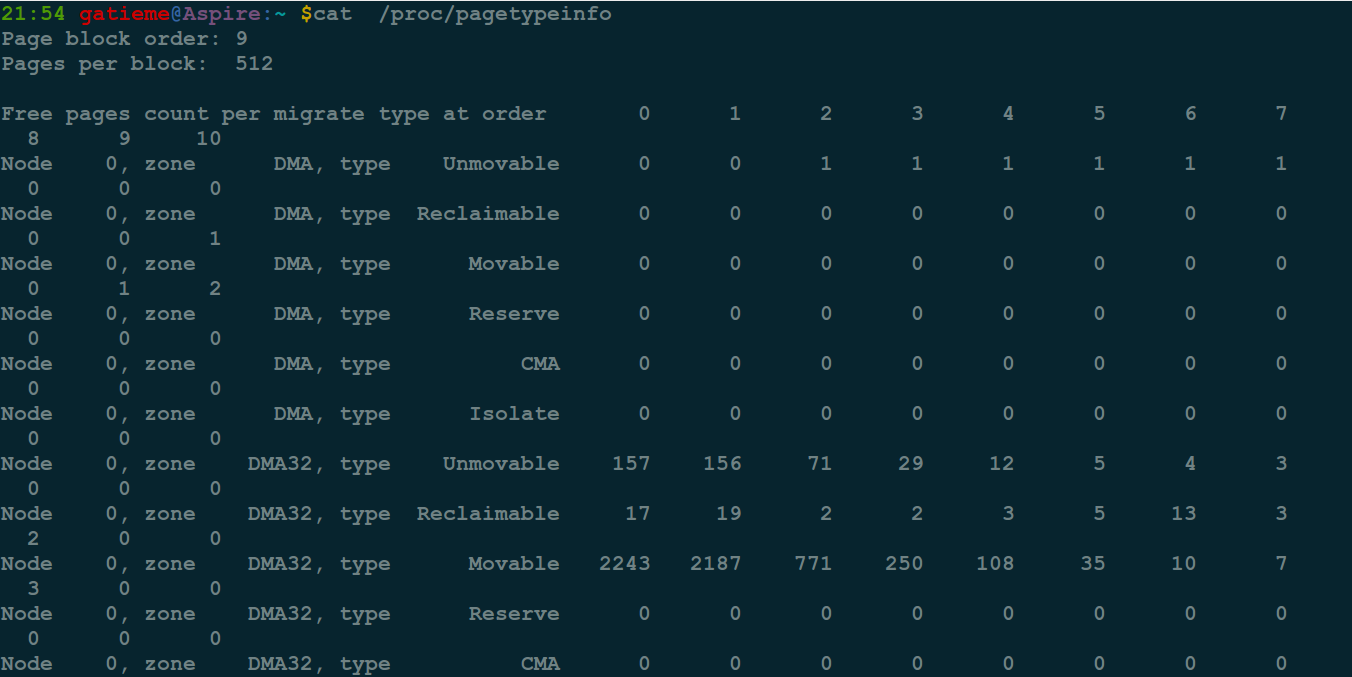 21:54 gatieme@Aspire:~ $cat  /proc/pagetypeinfo
Page block order: 9
Pages per block:  512
Free pages count per migrate type at order       0      1      2      3      4      5      6      7
  8      9     10
Node    0, zone      DMA, type    Unmovable      0      0      1      1      1      1      1      1
  0      0      0
Node    0, zone      DMA, type  Reclaimable      0      0      0      0      0      0      0      0
  0      0      1
Node    0, zone      DMA, type      Movable      0      0      0      0      0      0      0      0
  0      1      2
Node    0, zone      DMA, type      Reserve      0      0      0      0      0      0      0      0
  0      0      0
Node    0, zone      DMA, type          CMA      0      0      0      0      0      0      0      0
  0      0      0
Node    0, zone      DMA, type      Isolate      0      0      0      0      0      0      0      0
  0      0      0
Node    0, zone    DMA32, type    Unmovable    157    156     71     29     12      5      4      3
  0      0      0
Node    0, zone    DMA32, type  Reclaimable     17     19      2      2      3      5     13      3
  2      0      0
Node    0, zone    DMA32, type      Movable   2243   2187    771    250    108     35     10      7
  3      0      0
Node    0, zone    DMA32, type      Reserve      0      0      0      0      0      0      0      0
  0      0      0
Node    0, zone    DMA32, type          CMA      0      0      0      0      0      0      0      0